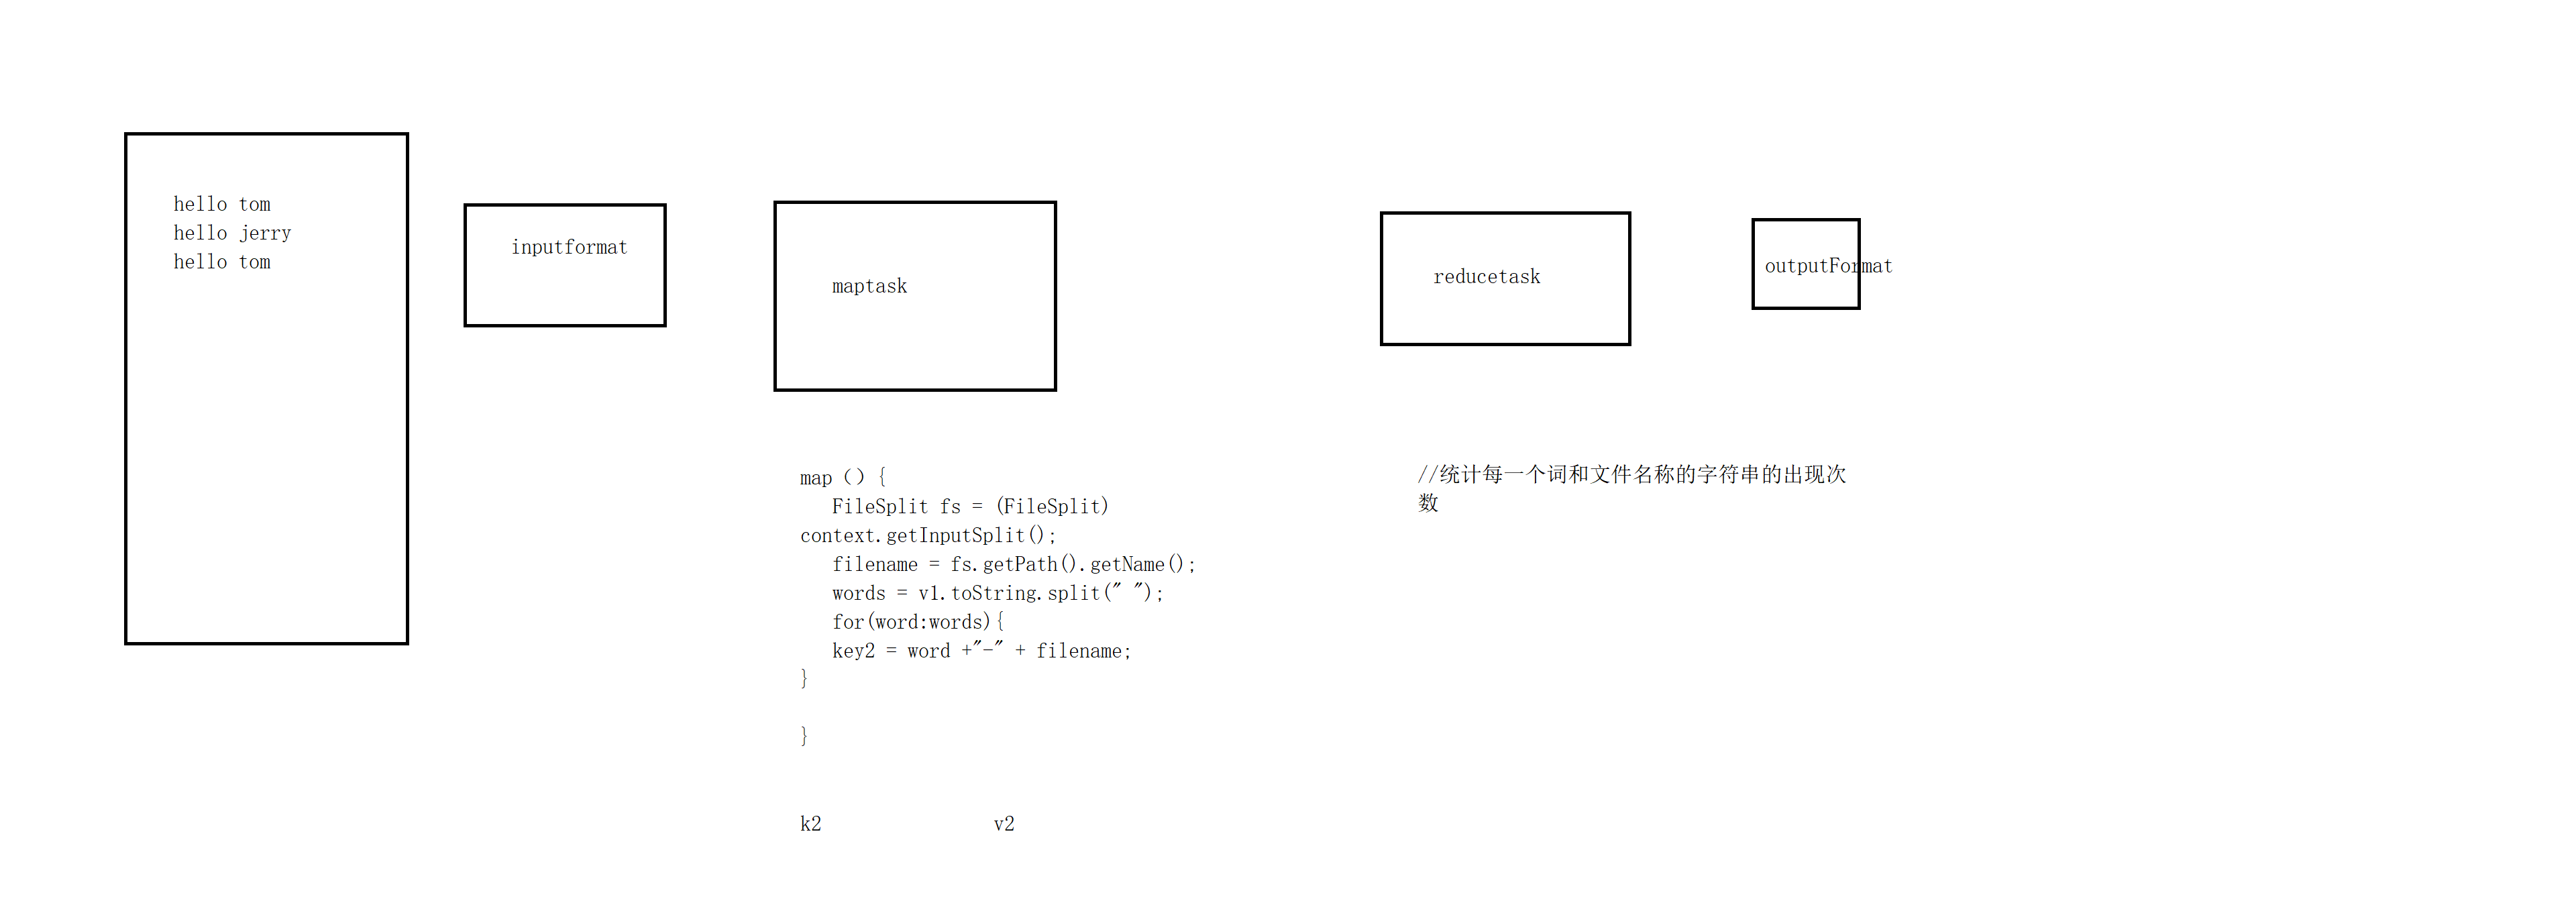 hello tom
hello jerry
hello tom
inputformat
maptask
reducetask
outputFormat
map () {
FileSplit fs = (FileSplit)
context.getInputSplit();
filename = fs.getPath().getName();
words = v1.toString.split(" ");
for(word:words){
key2 = word +"-" + filename;
}
}
k2 v2
//统计每一个词和文件名称的字符串的出现次
数